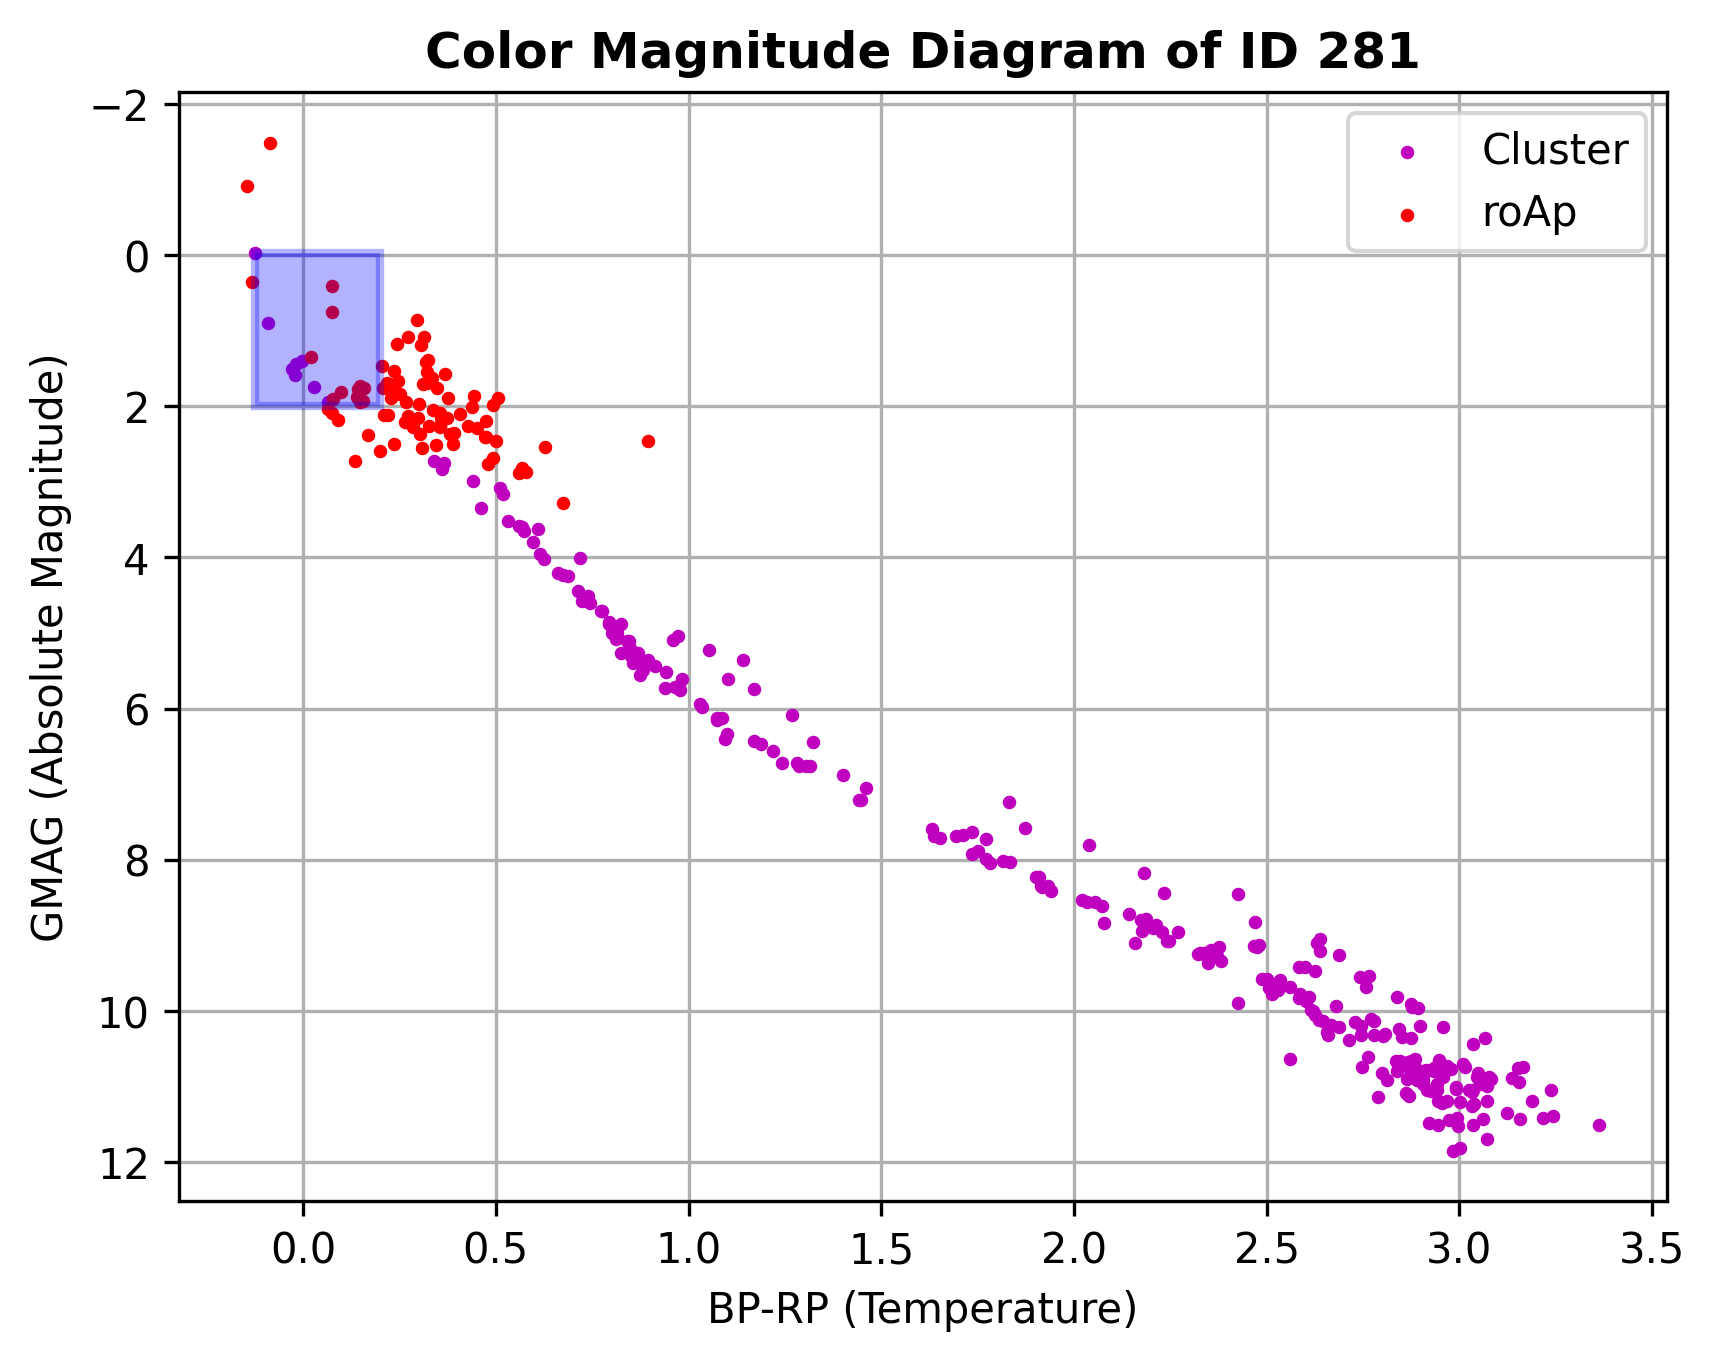 Color Magnitude Diagram of ID 281
Cluster
roAp
GMAG (Absolute Magnitude)
−2
0
2
4
6
8
10
12
0.0 0.5 1.0 1.5 2.0 2.5 3.0 3.5
BP-RP (Temperature)